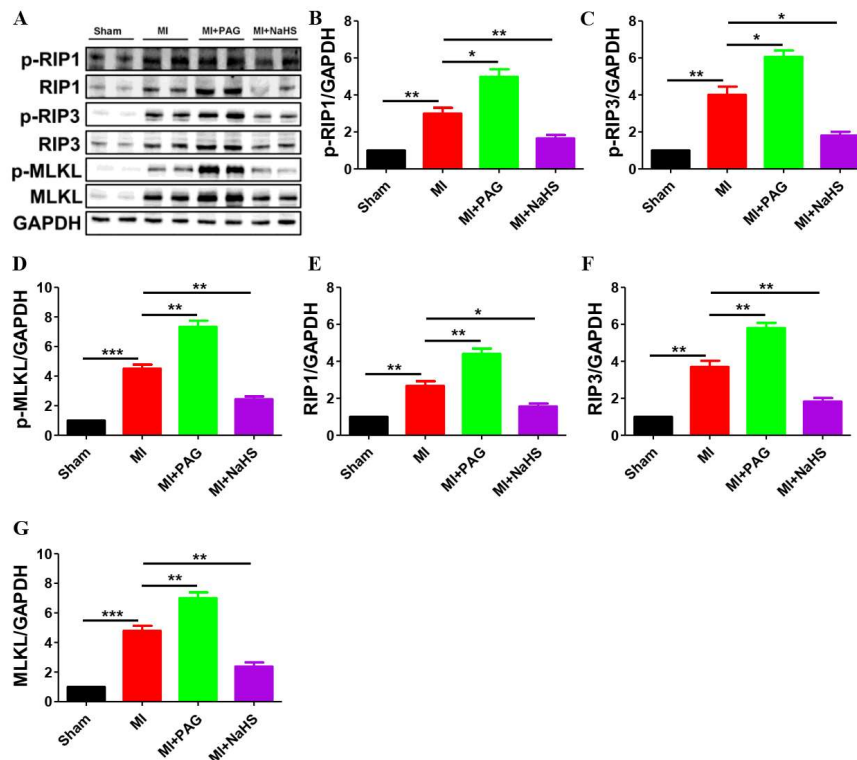 A
Sham MI MI+PAG MI+NaHS
p-RIP1
RIP1
p-RIP3
RIP3
p-MLKL
MLKL
GAPDH
B
p-RIP1/GAPDH
8
6
4
2
0
**
*
**
Sham
MI
MI+PAG
MI+NaHS
C
p-RIP3/GAPDH
8
6
4
2
0
**
*
*
Sham
MI
MI+PAG
MI+NaHS
D
p-MLKL/GAPDH
10
8
6
4
2
0
***
**
**
Sham
MI
MI+PAG
MI+NaHS
E
RIP1/GAPDH
8
6
4
2
0
**
**
*
Sham
MI
MI+PAG
MI+NaHS
F
RIP3/GAPDH
8
6
4
2
0
**
**
**
Sham
MI
MI+PAG
MI+NaHS
G
MLKL/GAPDH
10
8
6
4
2
0
***
**
**
Sham
MI
MI+PAG
MI+NaHS